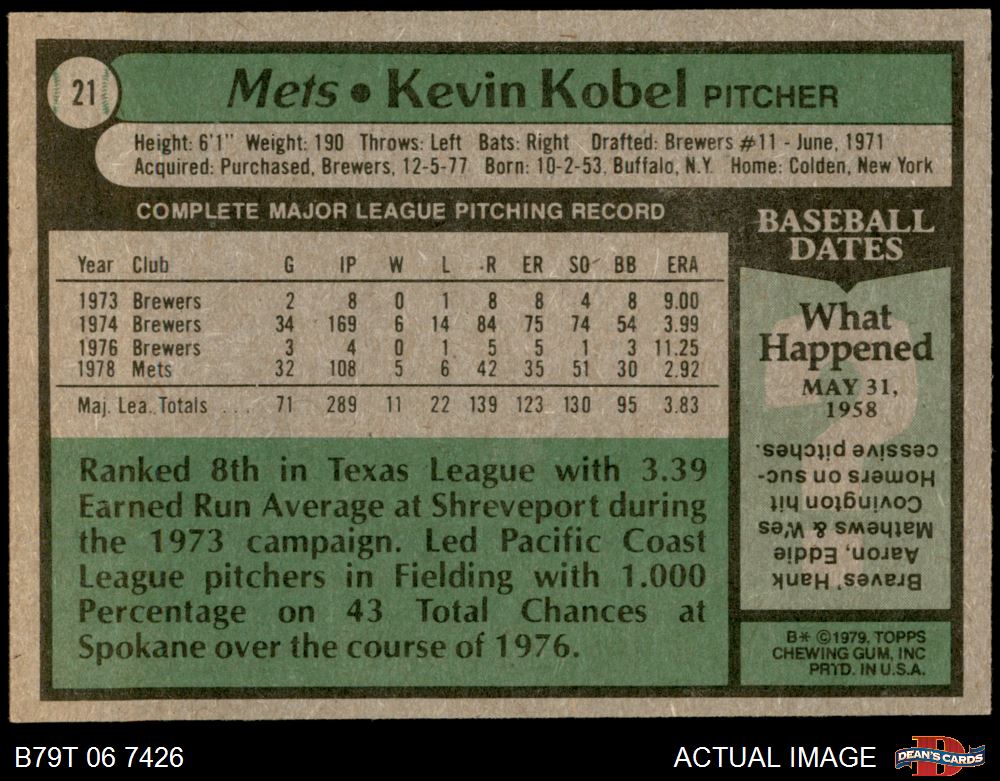 21
Mets • Kevin Kobel PITCHER
Height: 6'1" Weight: 190 Throws: Left Bats: Right Drafted: Brewers #11 - June, 1971
Acquired: Purchased, Brewers, 12-5-77 Born: 10-2-53, Buffalo, N.Y. Home: Colden, New York
COMPLETE MAJOR LEAGUE PITCHING RECORD
Year Club G IP W L R ER SO BB ERA
1973 Brewers 2 8 0 1 8 8 4 8 9.00
1974 Brewers 34 169 6 14 84 75 74 54 3.99
1976 Brewers 3 4 0 1 5 5 1 3 11.25
1978 Mets 32 108 5 6 42 35 51 30 2.92
Maj. Lea. Totals . . . 71 289 11 22 139 123 130 95 3.83
Ranked 8th in Texas League with 3.39
Earned Run Average at Shreveport during
the 1973 campaign. Led Pacific Coast
League pitchers in Fielding with 1.000
Percentage on 43 Total Chances at
Spokane over the course of 1976.
BASEBALL
DATES
What
Happened
MAY 31,
1958
Braves' Hank
Aaron, Eddie
Mathews & Wes
Covington hit
Homers on suc-
cessive pitches.
B* ©1979, TOPPS
CHEWING GUM, INC
PRTD. IN U.S.A.
B79T 06 7426
ACTUAL IMAGE
D
DEAN'S CARDS